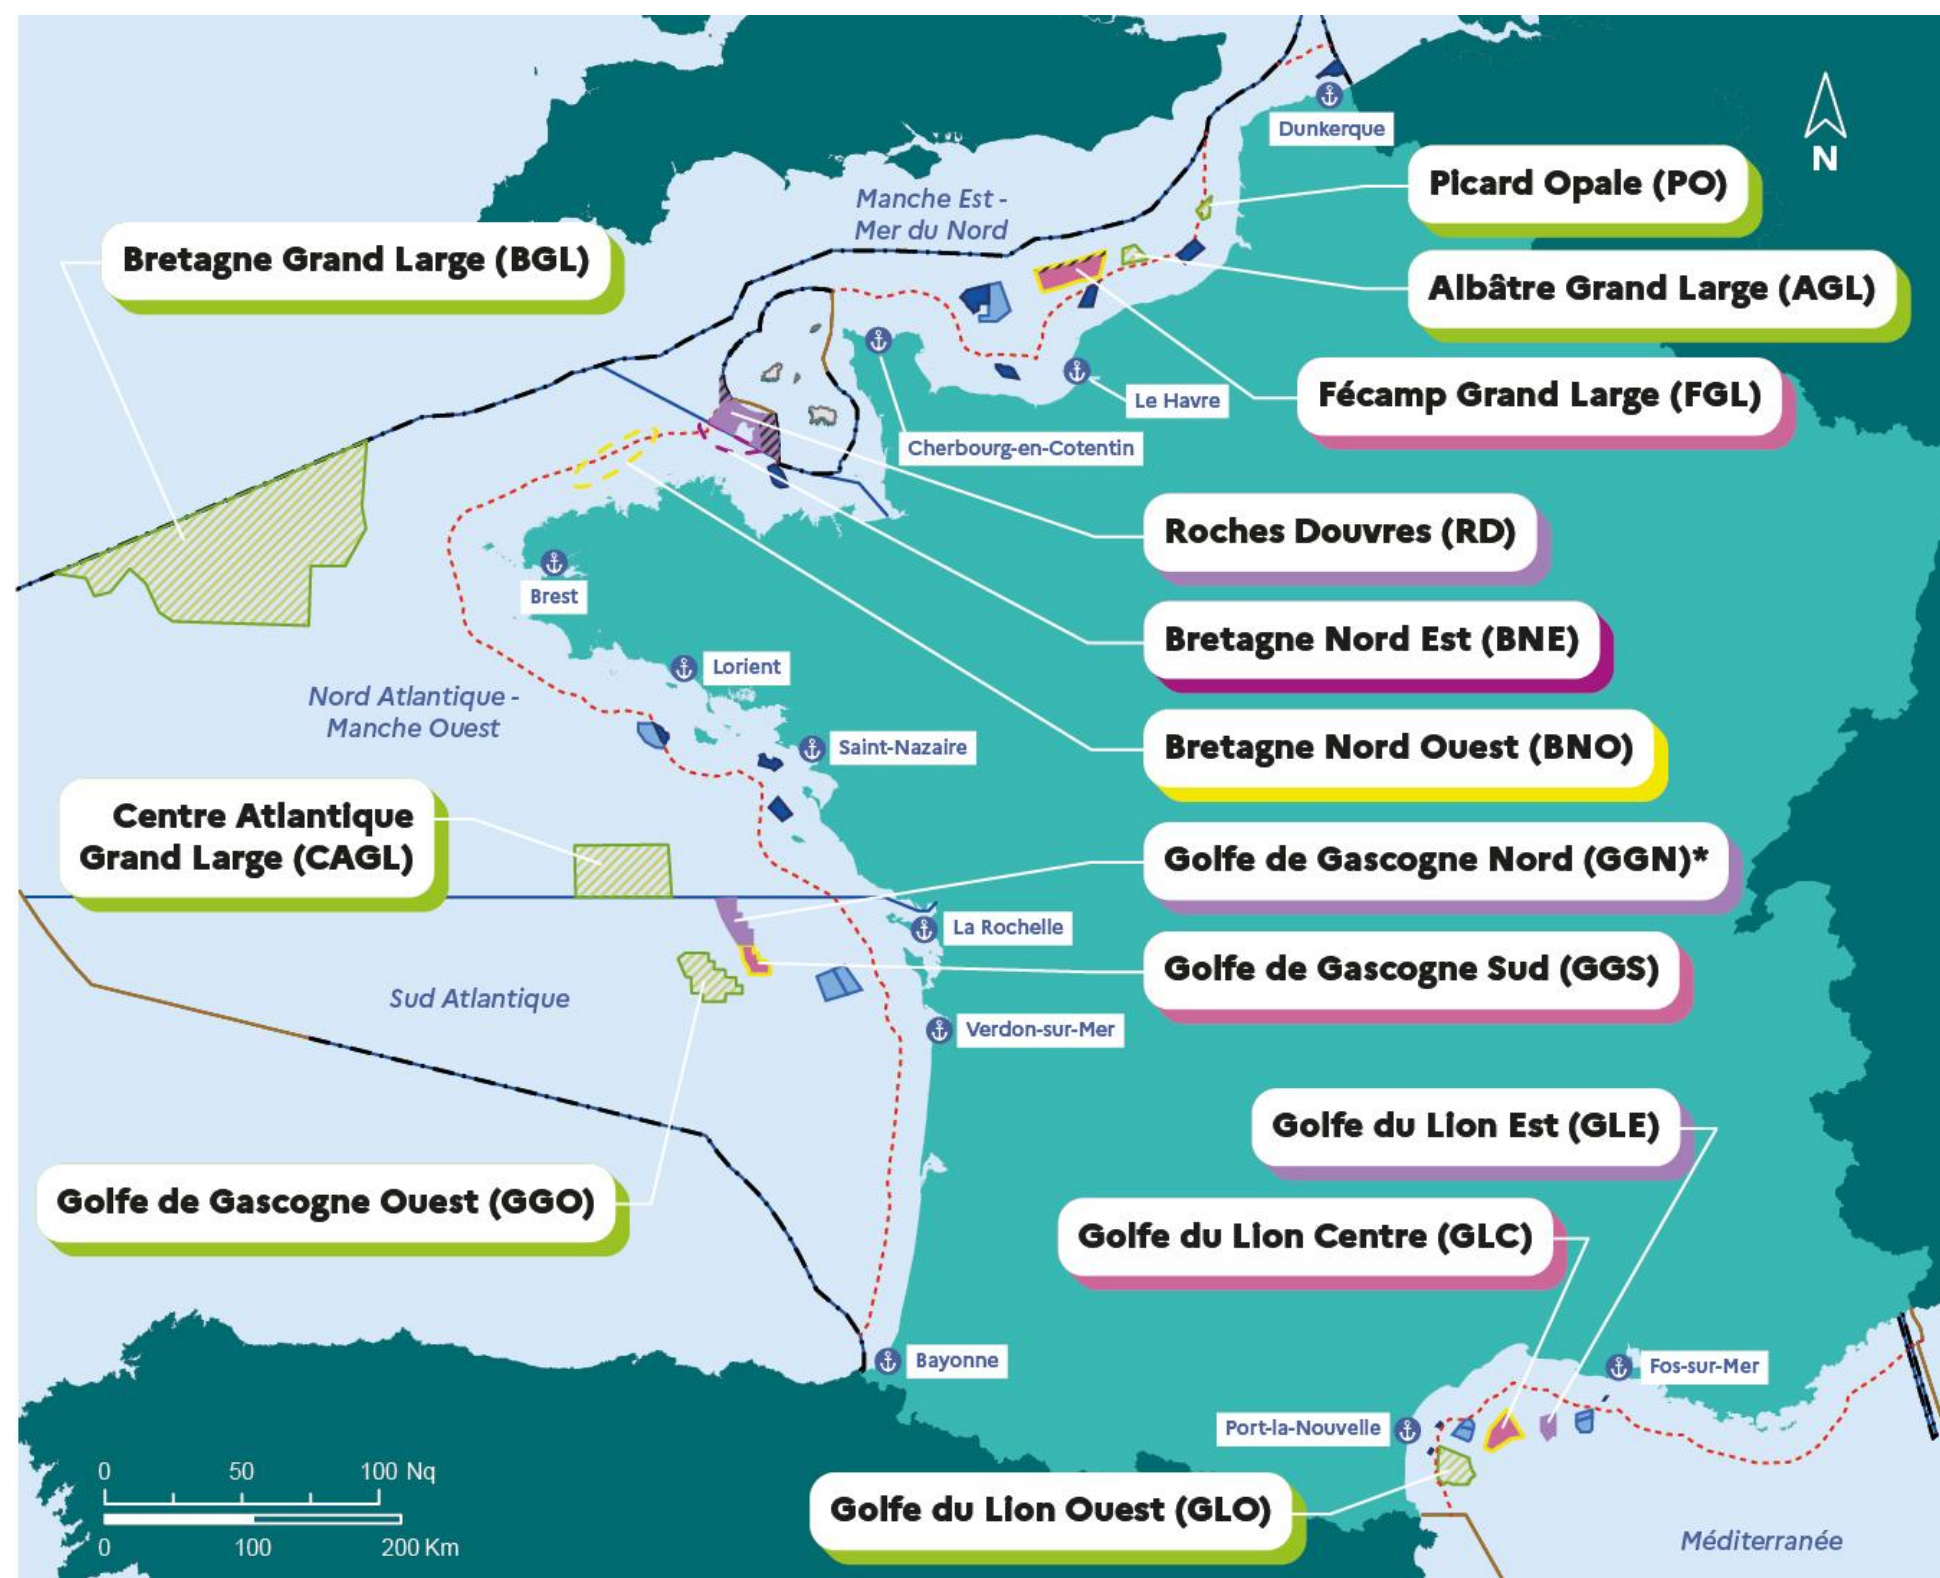 Dunkerque
N
Picard Opale (PO)
Manche Est -
Mer du Nord
Bretagne Grand Large (BGL)
Albâtre Grand Large (AGL)
Fécamp Grand Large (FGL)
Le Havre
Cherbourg-en-Cotentin
Roches Douvres (RD)
Brest
Bretagne Nord Est (BNE)
Lorient
Nord Atlantique -
Manche Ouest
Saint-Nazaire
Bretagne Nord Ouest (BNO)
Centre Atlantique
Grand Large (CAGL)
Golfe de Gascogne Nord (GGN)*
La Rochelle
Golfe de Gascogne Sud (GGS)
Sud Atlantique
Verdon-sur-Mer
Golfe du Lion Est (GLE)
Golfe de Gascogne Ouest (GGO)
Golfe du Lion Centre (GLC)
Bayonne
Fos-sur-Mer
Port-la-Nouvelle
0 50 100 Nq
Golfe du Lion Ouest (GLO)
0 100 200 Km
Méditerranée